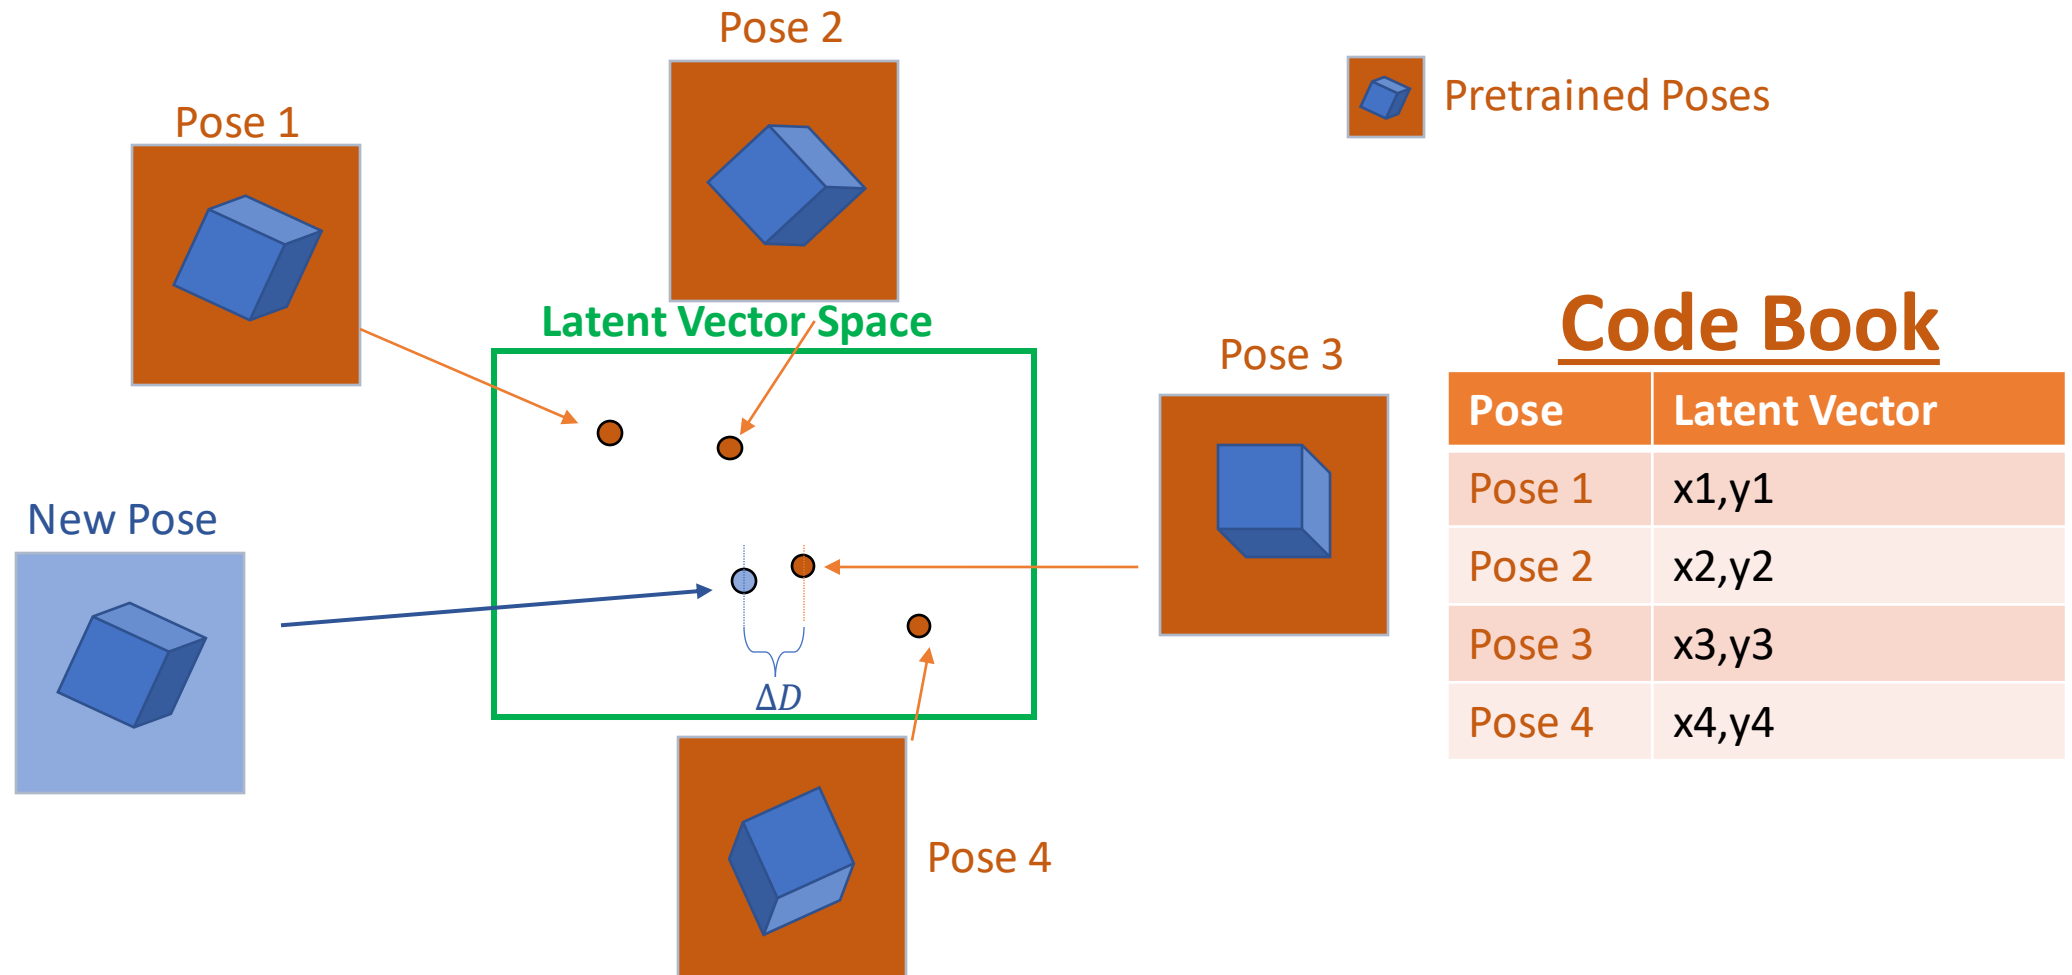 Pose 2
Pretrained Poses
Pose 1
Latent Vector Space
Code Book
Pose 3
Pose Latent Vector
Pose 1 x1,y1
New Pose
Pose 2 x2,y2
Pose 3 x3,y3
ΔD
Pose 4 x4,y4
Pose 4